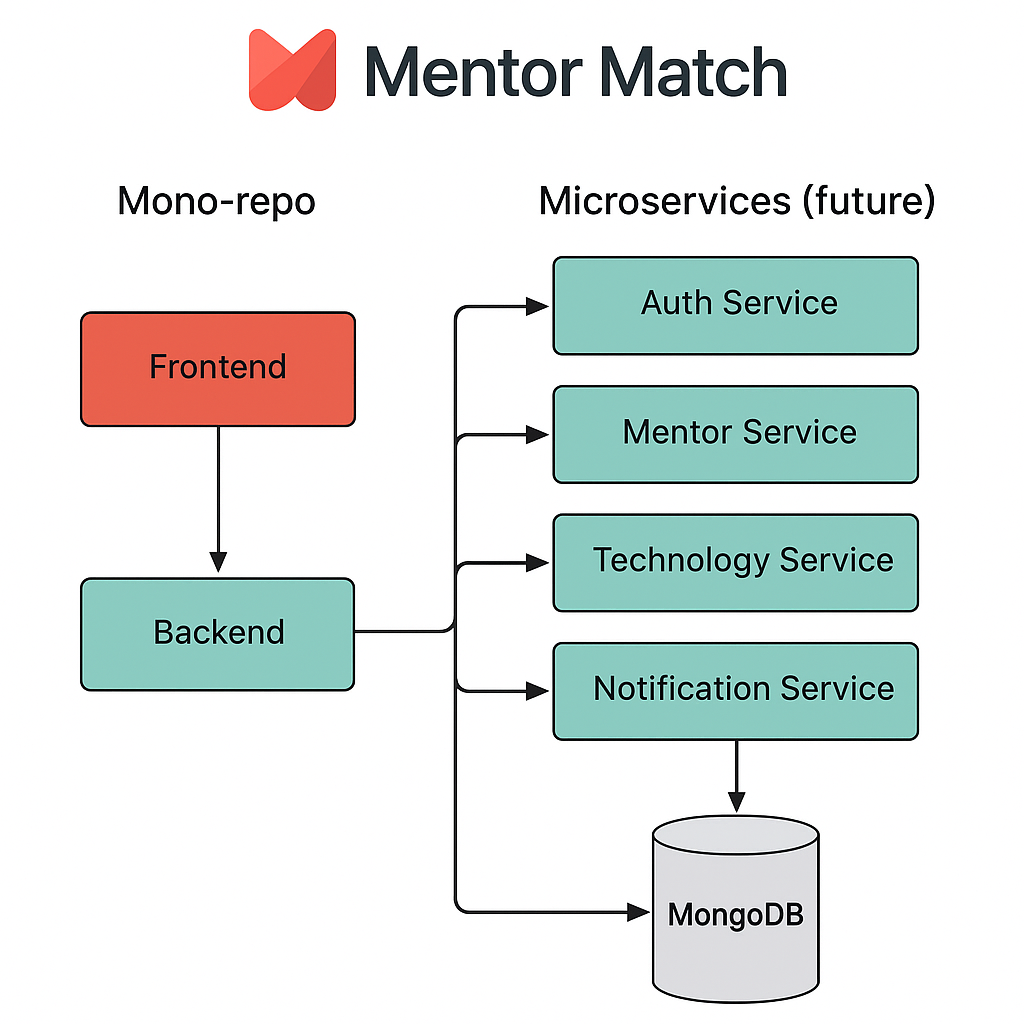 Mentor Match
Mono-repo
Microservices (future)
Frontend
Backend
Auth Service
Mentor Service
Technology Service
Notification Service
MongoDB